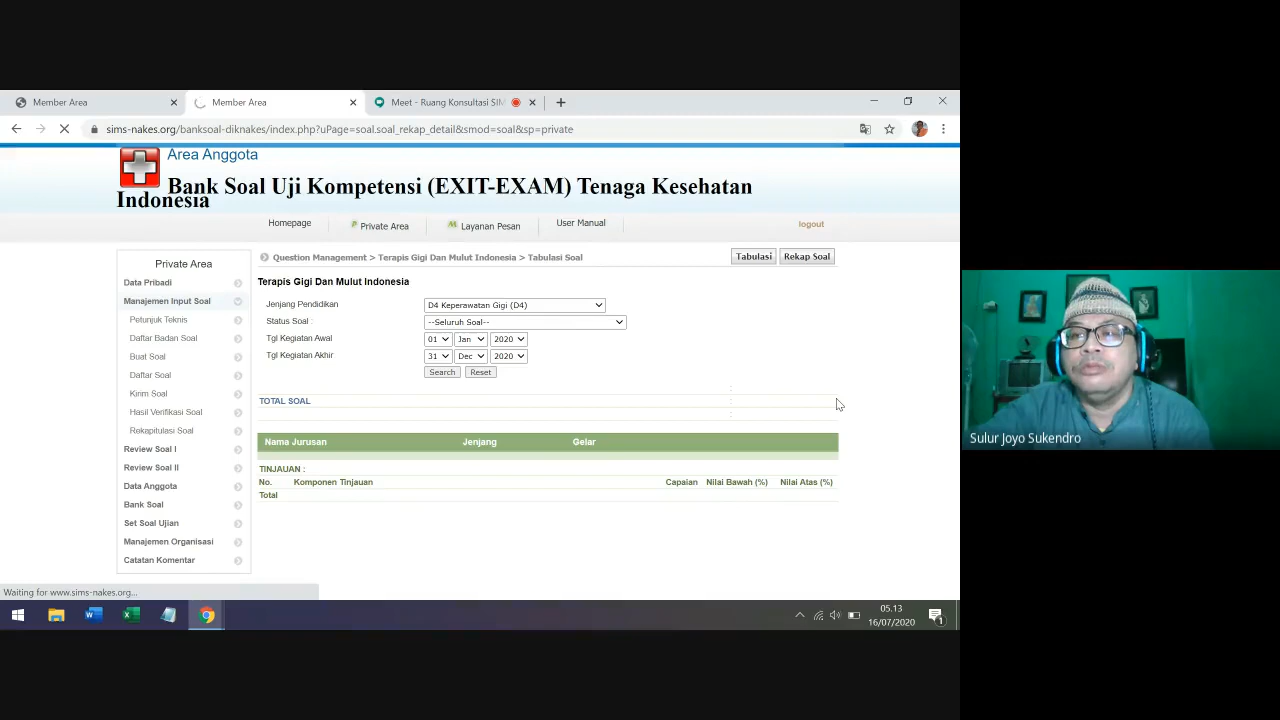 Member Area
Member Area
Meet - Ruang Konsultasi SIM
sims-nakes.org/banksoal-diknakes/index.php?uPage=soal.soal_rekap_detail&smod=soal&sp=private
Area Anggota
Bank Soal Uji Kompetensi (EXIT-EXAM) Tenaga Kesehatan
Indonesia
Homepage
Private Area
Layanan Pesan
User Manual
logout
Private Area
Data Pribadi
Manajemen Input Soal
Petunjuk Teknis
Daftar Badan Soal
Buat Soal
Daftar Soal
Kirim Soal
Hasil Verifikasi Soal
Rekapitulasi Soal
Review Soal I
Review Soal II
Data Anggota
Bank Soal
Set Soal Ujian
Manajemen Organisasi
Catatan Komentar
Question Management > Terapis Gigi Dan Mulut Indonesia > Tabulasi Soal
Tabulasi
Rekap Soal
Terapis Gigi Dan Mulut Indonesia
Jenjang Pendidikan D4 Keperawatan Gigi (D4)
Status Soal : --Seluruh Soal--
Tgl Kegiatan Awal 01 Jan 2020
Tgl Kegiatan Akhir 31 Dec 2020
Search Reset
:
TOTAL SOAL :
:
Nama Jurusan Jenjang Gelar
TINJAUAN :
No. Komponen Tinjauan Capaian Nilai Bawah (%) Nilai Atas (%)
Total
Waiting for www.sims-nakes.org...
05.13
16/07/2020
1
Sulur Joyo Sukendro